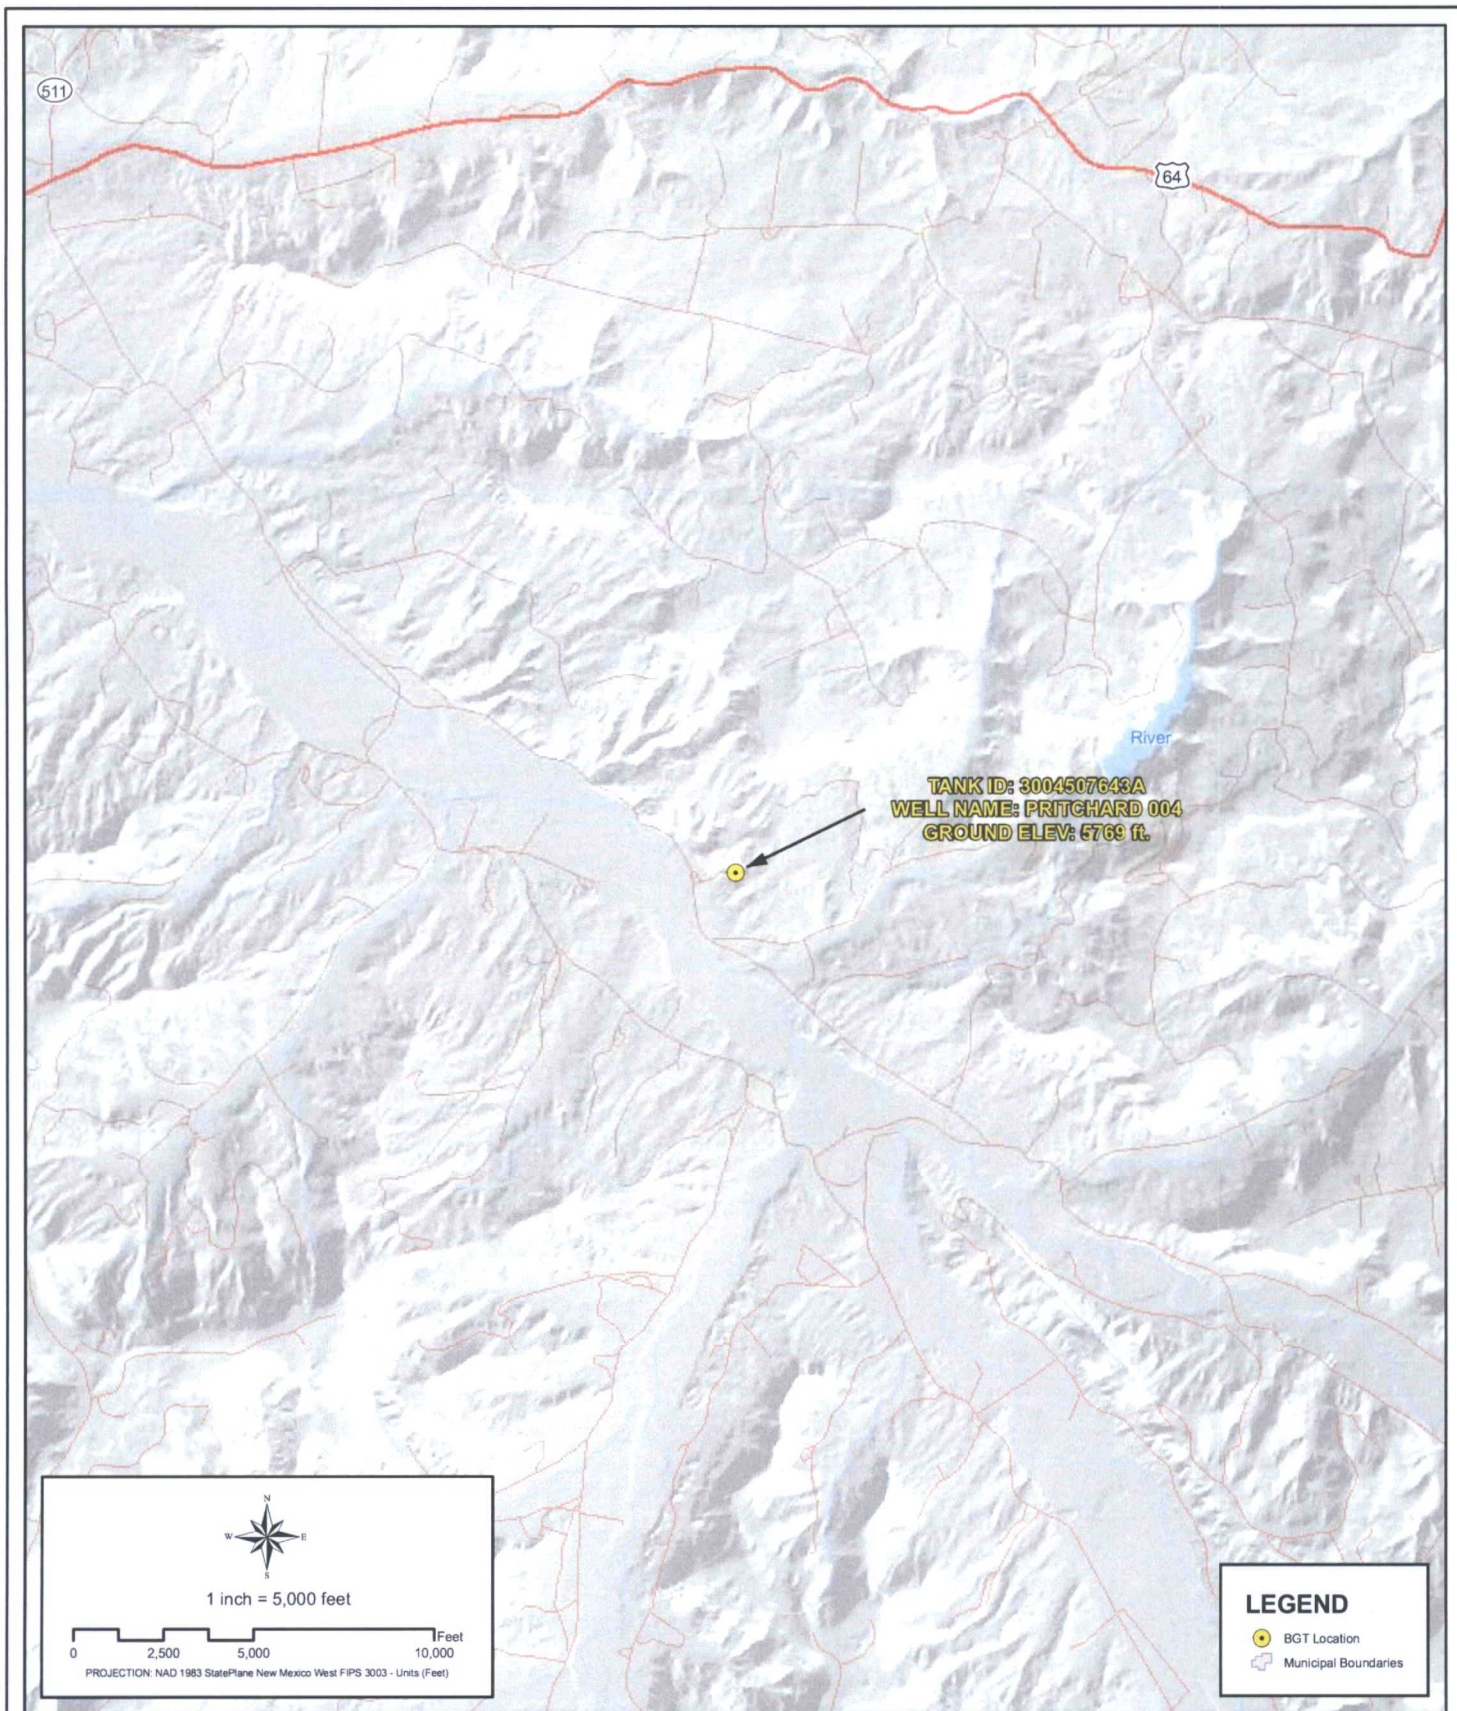 511
64
River
TANK ID: 3004507643A
WELL NAME: PRITCHARD 004
GROUND ELEV: 5769 ft.
N
W E
S
1 inch = 5,000 feet
Feet
0 2,500 5,000 10,000
PROJECTION: NAD 1983 StatePlane New Mexico West FIPS 3003 - Units (Feet)
LEGEND
BGT Location
Municipal Boundaries